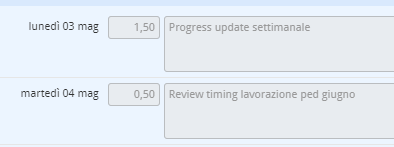 lunedì 03 mag 1,50 Progress update settimanale
martedì 04 mag 0,50 Review timing lavorazione ped giugno